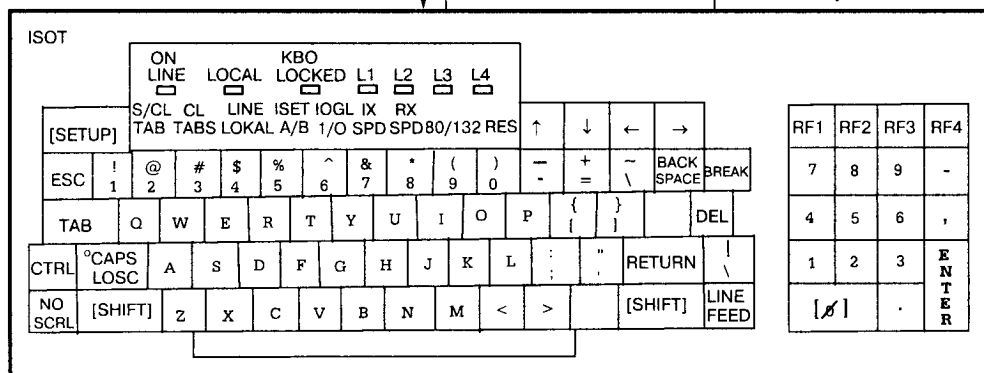 ISOT
ON KBO
LINE LOCAL LOCKED L1 L2 L3 L4
S/CL CL LINE ISET IOGL IX RX
[SETUP] TAB TABS LOKAL A/B 1/O SPD SPD 80/132 RES ↑ ↓ ← →
! @ # $ % ^ & * ( ) — + ~ BACK
ESC 1 2 3 4 5 6 7 8 9 0 - = \ SPACE BREAK
TAB Q W E R T Y U I O P { [ } ] DEL
CTRL °CAPS LOSC A S D F G H J K L : ; " ' RETURN | \
NO SCRL [SHIFT] Z X C V B N M < > [SHIFT] LINE FEED
RF1 RF2 RF3 RF4
7 8 9 -
4 5 6 ,
1 2 3 ENTER
[0] .